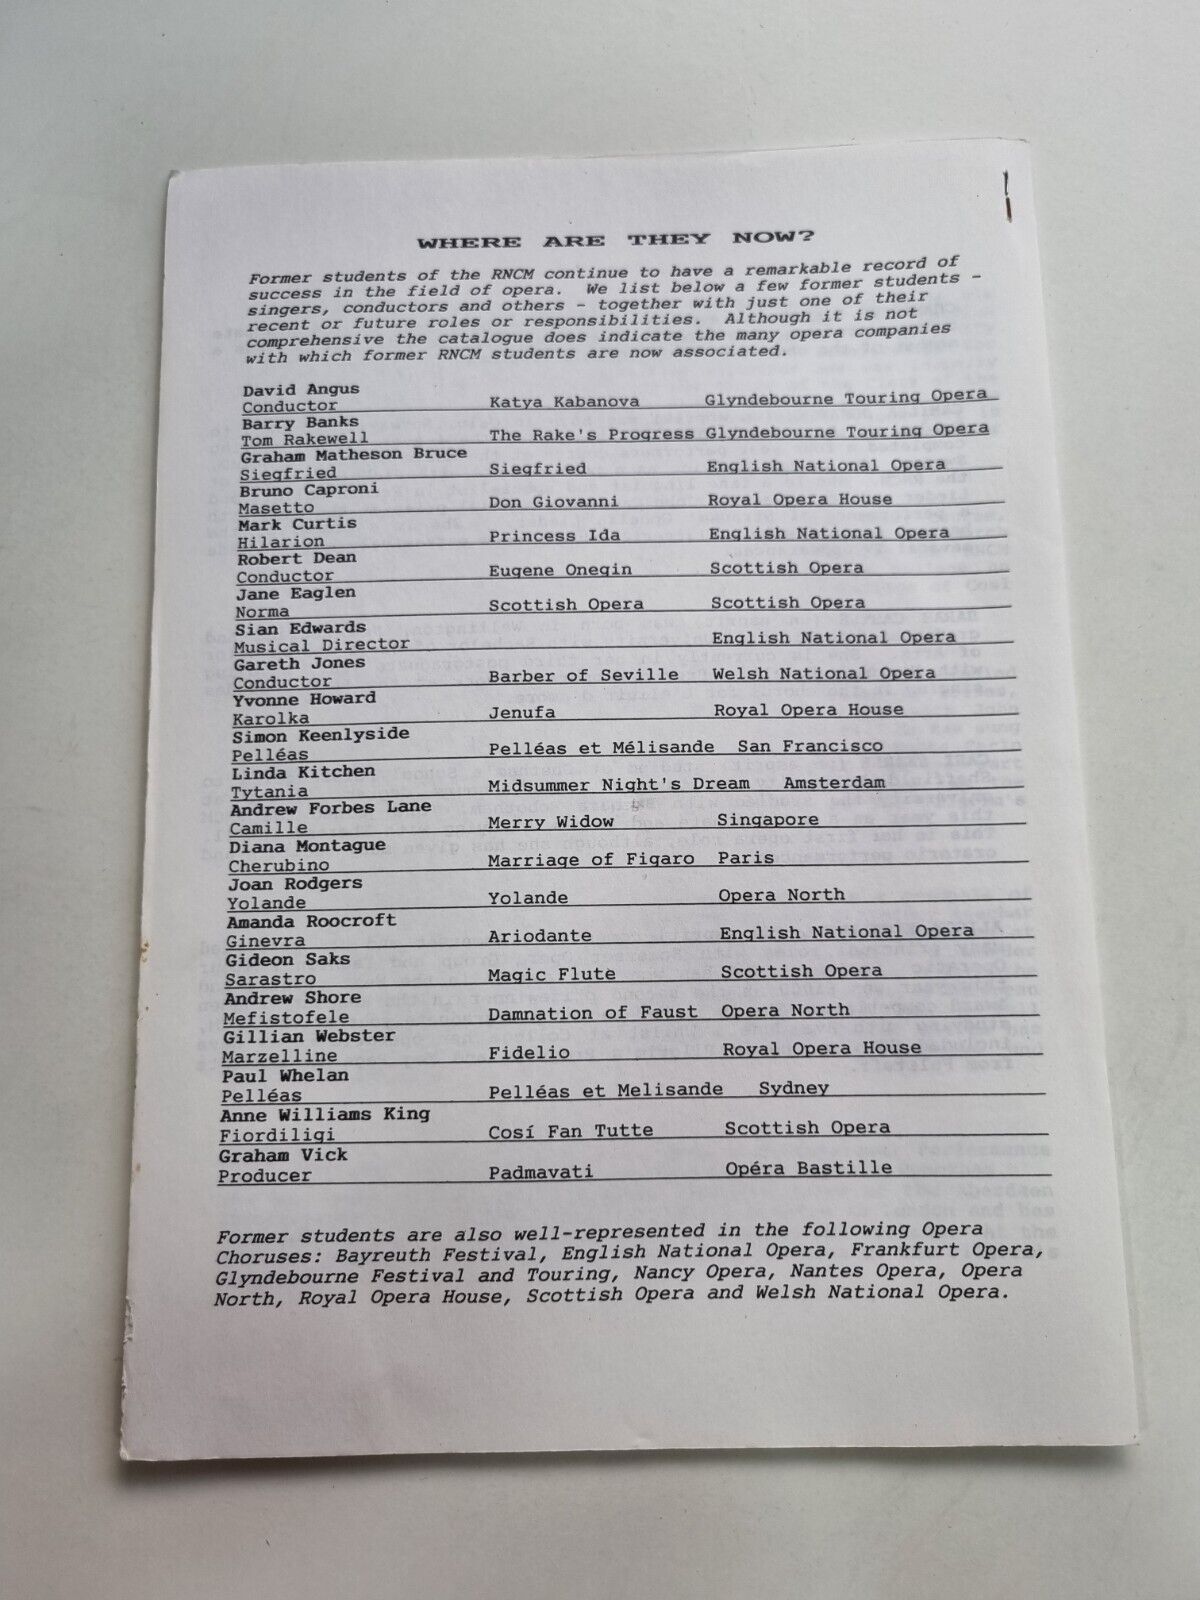 WHERE ARE THEY NOW?
Former students of the RNCM continue to have a remarkable record of
success in the field of opera. We list below a few former students -
singers, conductors and others - together with just one of their
recent or future roles or responsibilities. Although it is not
comprehensive the catalogue does indicate the many opera companies
with which former RNCM students are now associated.
David Angus
Conductor Katya Kabanova Glyndebourne Touring Opera
Barry Banks
Tom Rakewell The Rake's Progress Glyndebourne Touring Opera
Graham Matheson Bruce
Siegfried Siegfried English National Opera
Bruno Caproni
Masetto Don Giovanni Royal Opera House
Mark Curtis
Hilarion Princess Ida English National Opera
Robert Dean
Conductor Eugene Onegin Scottish Opera
Jane Eaglen
Norma Scottish Opera Scottish Opera
Sian Edwards
Musical Director English National Opera
Gareth Jones
Conductor Barber of Seville Welsh National Opera
Yvonne Howard
Karolka Jenufa Royal Opera House
Simon Keenlyside
Pelléas Pelléas et Mélisande San Francisco
Linda Kitchen
Tytania Midsummer Night's Dream Amsterdam
Andrew Forbes Lane
Camille Merry Widow Singapore
Diana Montague
Cherubino Marriage of Figaro Paris
Joan Rodgers
Yolande Yolande Opera North
Amanda Roocroft
Ginevra Ariodante English National Opera
Gideon Saks
Sarastro Magic Flute Scottish Opera
Andrew Shore
Mefistofele Damnation of Faust Opera North
Gillian Webster
Marzelline Fidelio Royal Opera House
Paul Whelan
Pelléas Pelléas et Melisande Sydney
Anne Williams King
Fiordiligi Cosí Fan Tutte Scottish Opera
Graham Vick
Producer Padmavati Opéra Bastille
Former students are also well-represented in the following Opera
Choruses: Bayreuth Festival, English National Opera, Frankfurt Opera,
Glyndebourne Festival and Touring, Nancy Opera, Nantes Opera, Opera
North, Royal Opera House, Scottish Opera and Welsh National Opera.